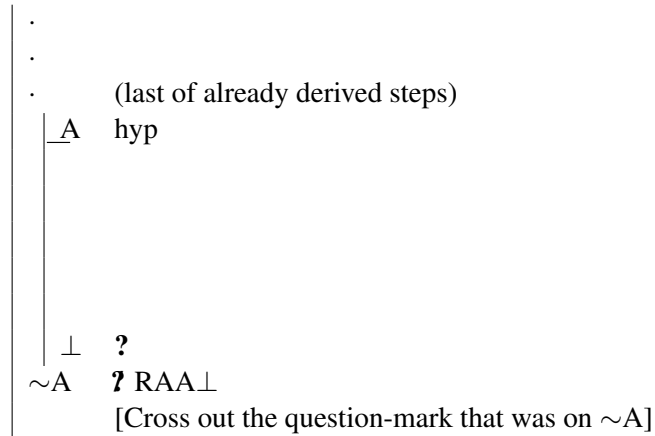 .
.
. (last of already derived steps)
A hyp
⊥ ?
∼A ? RAA⊥
[Cross out the question-mark that was on ∼A]